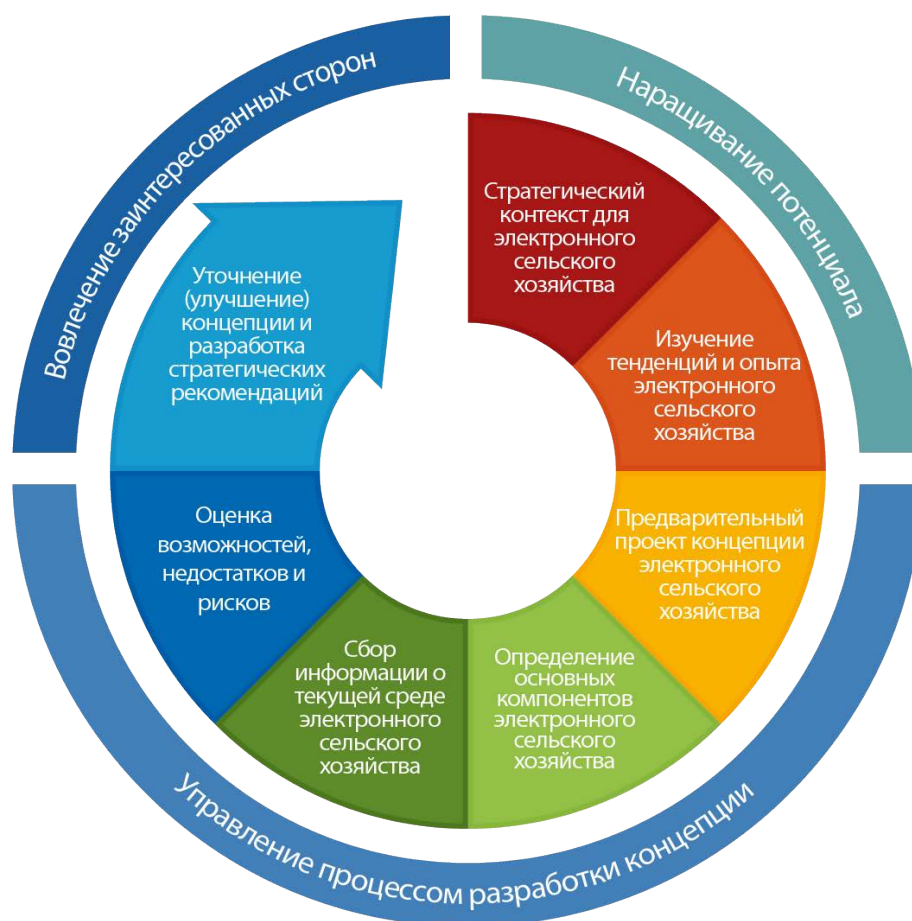 Вовлечение заинтересованных сторон
Наращивание потенциала
Стратегический
контекст для
электронного
сельского
хозяйства
Изучение
тенденций и опыта
электронного
сельского
хозяйства
Предварительный
проект концепции
электронного
сельского
хозяйства
Определение
основных
компонентов
электронного
сельского
хозяйства
Сбор
информации о
текущей среде
электронного
сельского
хозяйства
Оценка
возможностей,
недостатков и
рисков
Уточнение
(улучшение)
концепции и
разработка
стратегических
рекомендаций
Управление процессом разработки концепции